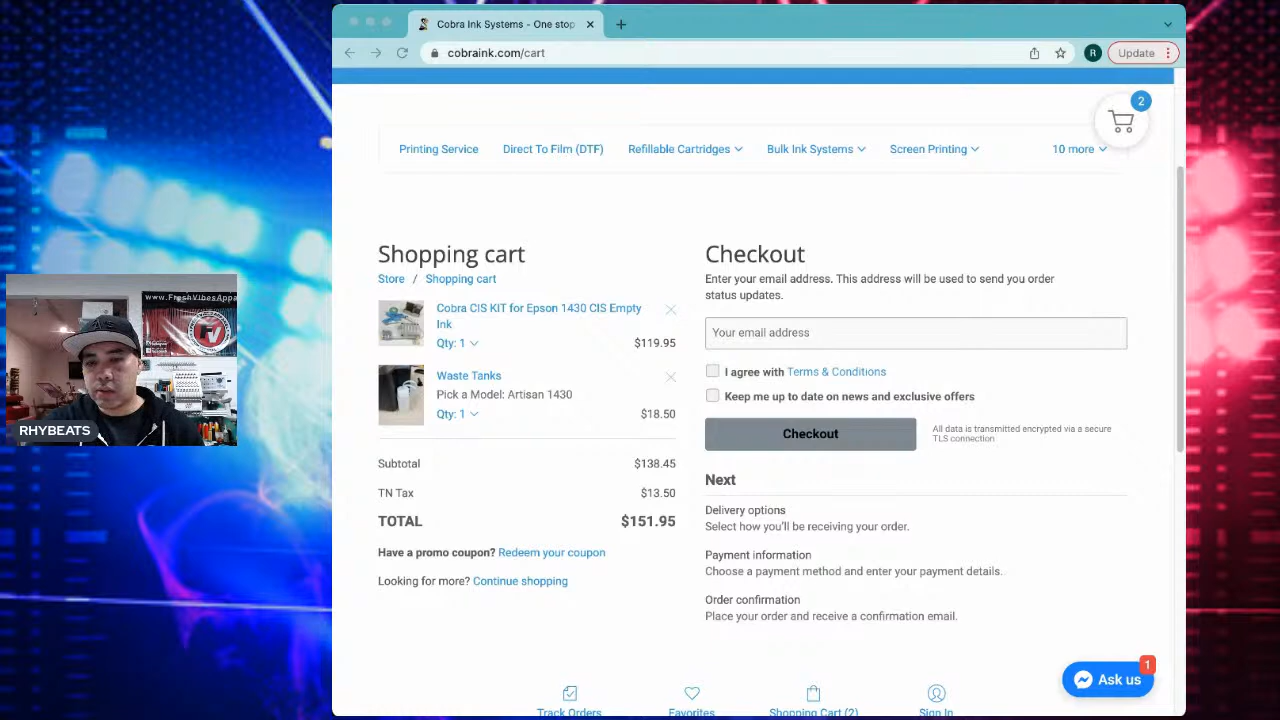 Cobra Ink Systems - One stop
cobraink.com/cart
R
Update
2
Printing Service
Direct To Film (DTF)
Refillable Cartridges
Bulk Ink Systems
Screen Printing
10 more
Shopping cart
Store / Shopping cart
Cobra CIS KIT for Epson 1430 CIS Empty
Ink
Qty: 1
$119.95
Waste Tanks
Pick a Model: Artisan 1430
Qty: 1
$18.50
Subtotal $138.45
TN Tax $13.50
TOTAL $151.95
Have a promo coupon? Redeem your coupon
Looking for more? Continue shopping
Checkout
Enter your email address. This address will be used to send you order
status updates.
Your email address
I agree with Terms & Conditions
Keep me up to date on news and exclusive offers
Checkout
All data is transmitted encrypted via a secure
TLS connection
Next
Delivery options
Select how you'll be receiving your order.
Payment information
Choose a payment method and enter your payment details.
Order confirmation
Place your order and receive a confirmation email.
Track Orders
Favorites
Shopping Cart (2)
Sign In
Ask us
1
www.FreshVibesAppa
RHYBEATS